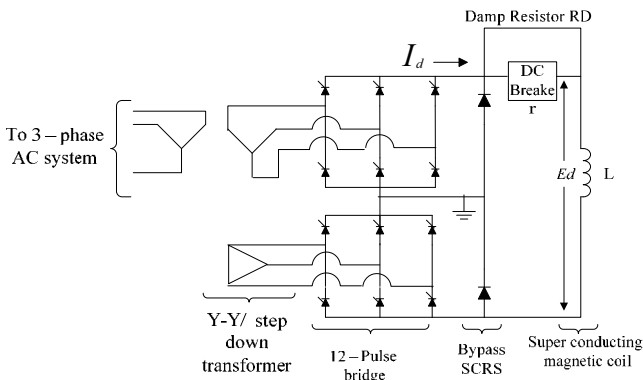 Damp Resistor RD
I d
DC
Breake
r
To 3 – phase
AC system
Ed
L
Y-Y/ step
down
transformer
12 – Pulse
bridge
Bypass
SCRS
Super conducting
magnetic coil